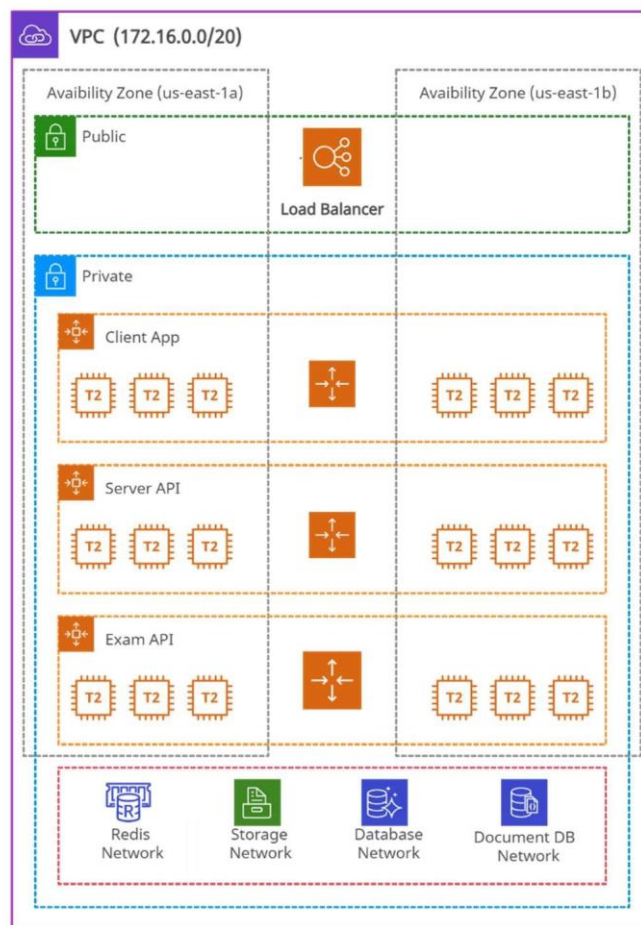 VPC (172.16.0.0/20)
Avaibility Zone (us-east-1a)
Avaibility Zone (us-east-1b)
Public
Load Balancer
Private
Client App
T2 T2 T2 T2 T2 T2
Server API
T2 T2 T2 T2 T2 T2
Exam API
T2 T2 T2 T2 T2 T2
R
Redis
Network
Storage
Network
Database
Network
Document DB
Network